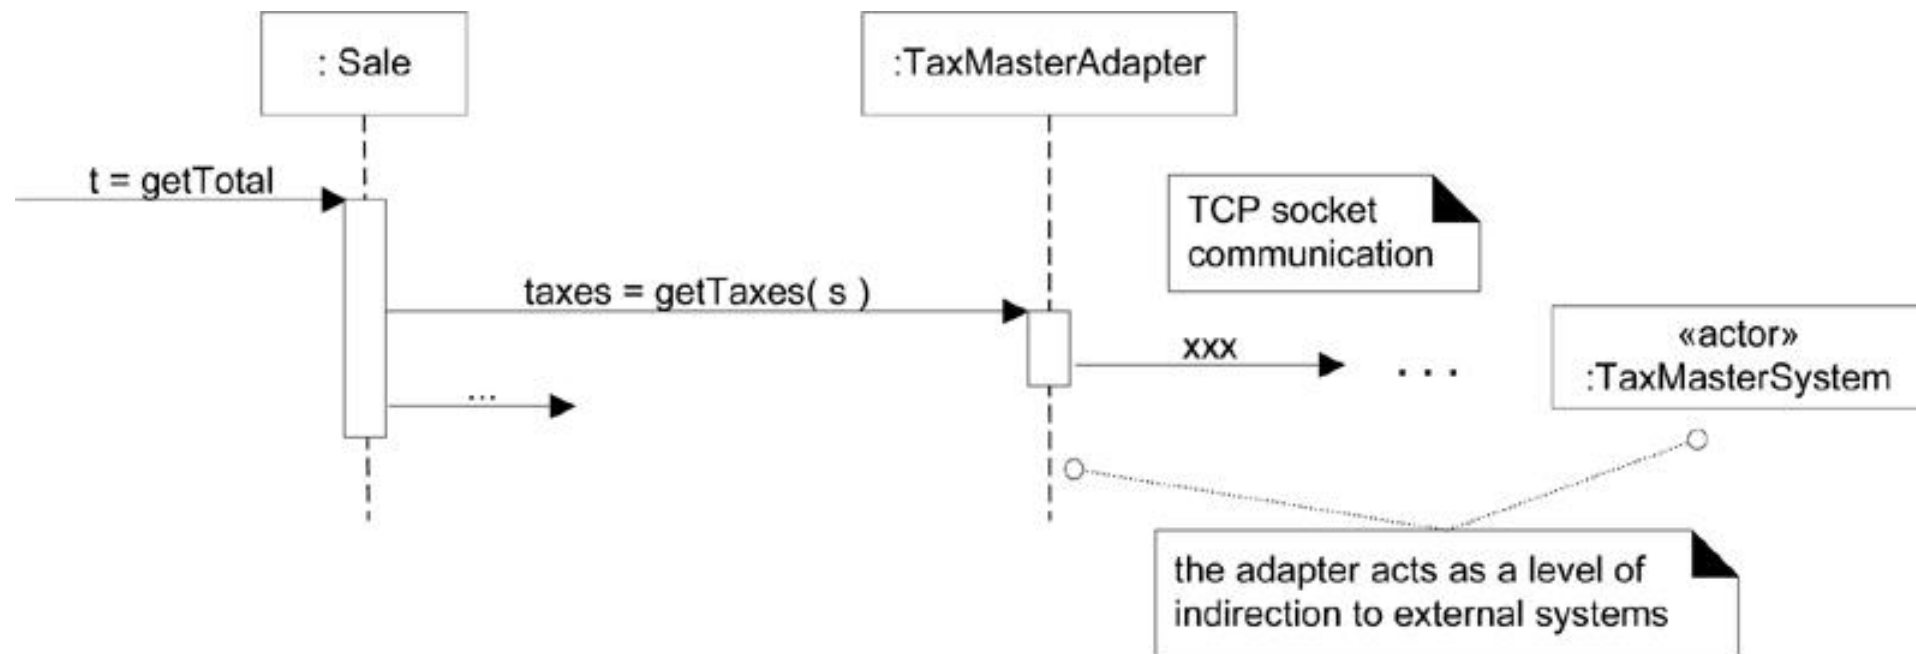 : Sale
:TaxMasterAdapter
t = getTotal
TCP socket
communication
taxes = getTaxes( s )
xxx
. . .
«actor»
:TaxMasterSystem
...
the adapter acts as a level of
indirection to external systems